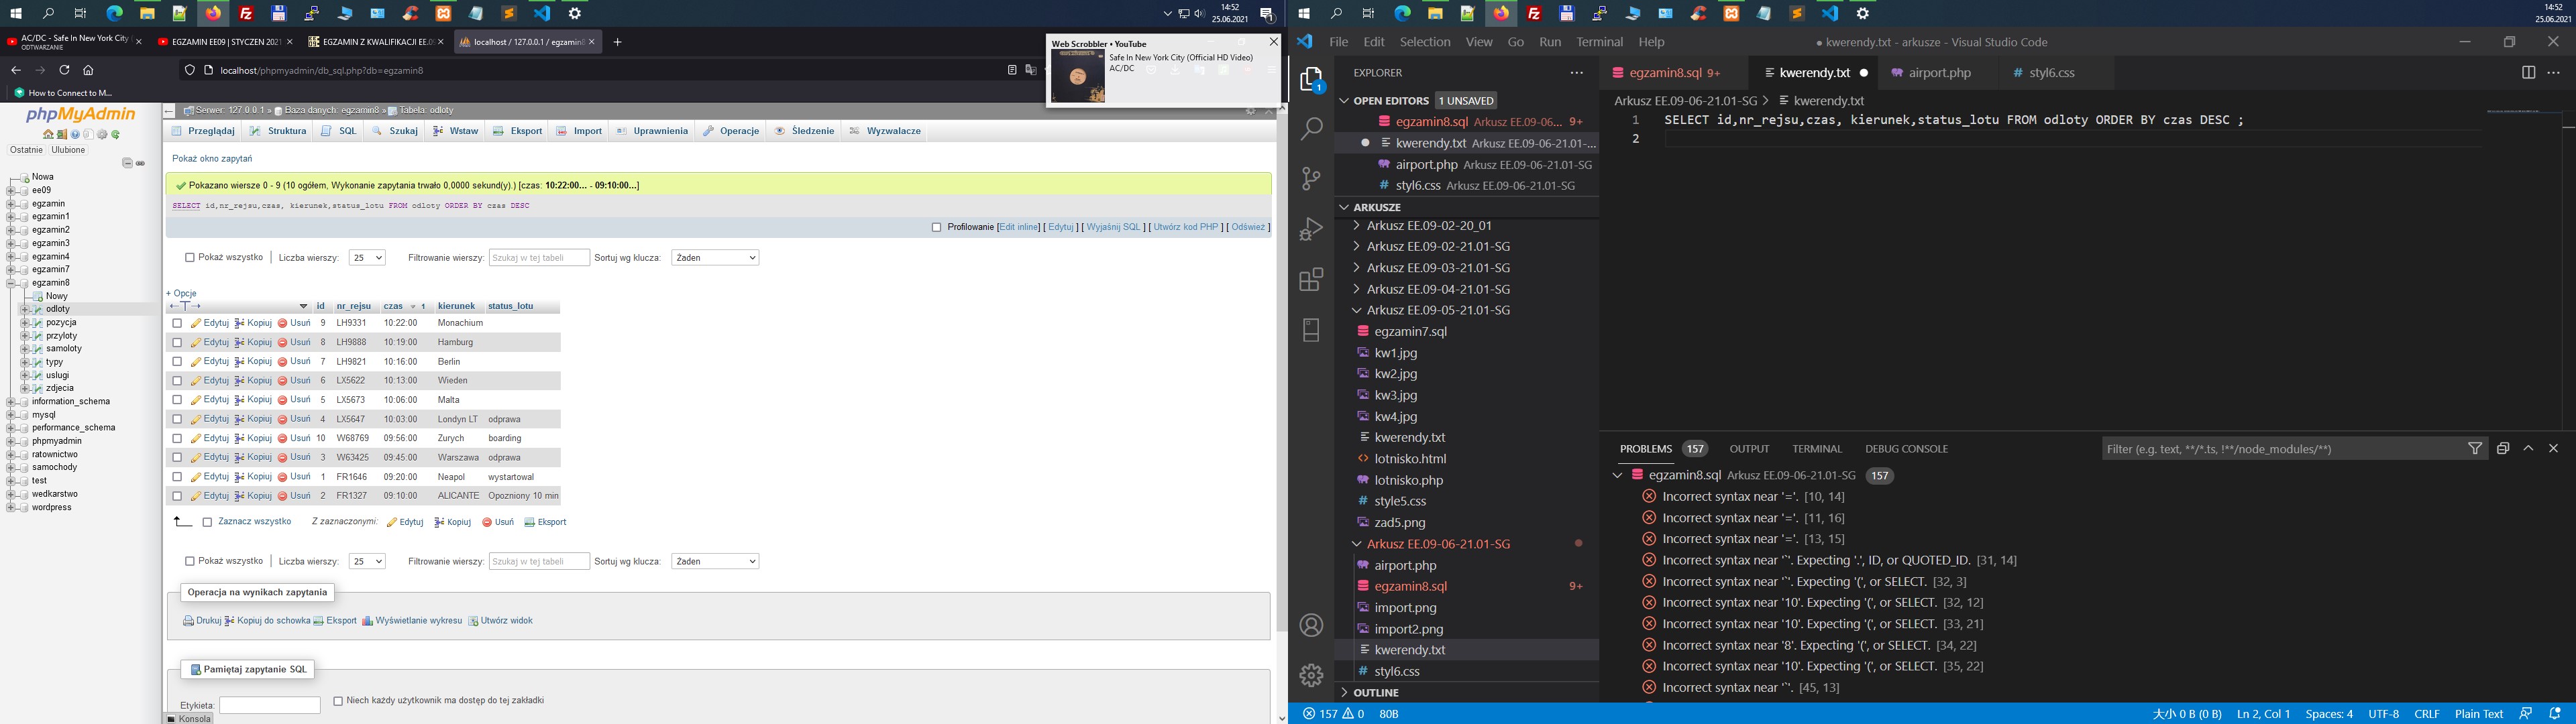 14:52
25.06.2021
14:52
25.06.2021
AC/DC - Safe In New York City
ODTWARZANIE
EGZAMIN EE09 | STYCZEN 2021
EGZAMIN Z KWALIFIKACJI EE.09
localhost / 127.0.0.1 / egzamin8
localhost/phpmyadmin/db_sql.php?db=egzamin8
How to Connect to M...
Web Scrobbler • YouTube
Safe In New York City (Official HD Video)
AC/DC
phpMyAdmin
Ostatnie Ulubione
Nowa
ee09
egzamin
egzamin1
egzamin2
egzamin3
egzamin4
egzamin7
egzamin8
Nowy
odloty
pozycja
przyloty
samoloty
typy
uslugi
zdjecia
information_schema
mysql
performance_schema
phpmyadmin
ratownictwo
samochody
test
wedkarstwo
wordpress
Serwer: 127.0.0.1 » Baza danych: egzamin8 » Tabela: odloty
Przeglądaj Struktura SQL Szukaj Wstaw Eksport Import Uprawnienia Operacje Śledzenie Wyzwalacze
Pokaż okno zapytań
Pokazano wiersze 0 - 9 (10 ogółem, Wykonanie zapytania trwało 0,0000 sekund(y).) [czas: 10:22:00... - 09:10:00...]
SELECT id,nr_rejsu,czas, kierunek,status_lotu FROM odloty ORDER BY czas DESC
Profilowanie [Edit inline] [ Edytuj ] [ Wyjaśnij SQL ] [ Utwórz kod PHP ] [ Odśwież ]
Pokaż wszystko Liczba wierszy: 25 Filtrowanie wierszy: Szukaj w tej tabeli Sortuj wg klucza: Żaden
+ Opcje
←T→ id nr_rejsu czas 1 kierunek status_lotu
Edytuj Kopiuj Usuń 9 LH9331 10:22:00 Monachium
Edytuj Kopiuj Usuń 8 LH9888 10:19:00 Hamburg
Edytuj Kopiuj Usuń 7 LH9821 10:16:00 Berlin
Edytuj Kopiuj Usuń 6 LX5622 10:13:00 Wieden
Edytuj Kopiuj Usuń 5 LX5673 10:06:00 Malta
Edytuj Kopiuj Usuń 4 LX5647 10:03:00 Londyn LT odprawa
Edytuj Kopiuj Usuń 10 W68769 09:56:00 Zurych boarding
Edytuj Kopiuj Usuń 3 W63425 09:45:00 Warszawa odprawa
Edytuj Kopiuj Usuń 1 FR1646 09:20:00 Neapol wystartowal
Edytuj Kopiuj Usuń 2 FR1327 09:10:00 ALICANTE Opozniony 10 min
Zaznacz wszystko Z zaznaczonymi: Edytuj Kopiuj Usuń Eksport
Pokaż wszystko Liczba wierszy: 25 Filtrowanie wierszy: Szukaj w tej tabeli Sortuj wg klucza: Żaden
Operacja na wynikach zapytania
Drukuj Kopiuj do schowka Eksport Wyświetlanie wykresu Utwórz widok
Pamiętaj zapytanie SQL
Etykieta: Niech każdy użytkownik ma dostęp do tej zakładki
Konsola
File Edit Selection View Go Run Terminal Help
● kwerendy.txt - arkusze - Visual Studio Code
EXPLORER
OPEN EDITORS 1 UNSAVED
egzamin8.sql Arkusz EE.09-06... 9+
kwerendy.txt Arkusz EE.09-06-21.01-...
airport.php Arkusz EE.09-06-21.01-SG
styl6.css Arkusz EE.09-06-21.01-SG
ARKUSZE
Arkusz EE.09-02-20_01
Arkusz EE.09-02-21.01-SG
Arkusz EE.09-03-21.01-SG
Arkusz EE.09-04-21.01-SG
Arkusz EE.09-05-21.01-SG
egzamin7.sql
kw1.jpg
kw2.jpg
kw3.jpg
kw4.jpg
kwerendy.txt
lotnisko.html
lotnisko.php
style5.css
zad5.png
Arkusz EE.09-06-21.01-SG
airport.php
egzamin8.sql 9+
import.png
import2.png
kwerendy.txt
styl6.css
OUTLINE
egzamin8.sql 9+ kwerendy.txt airport.php styl6.css
Arkusz EE.09-06-21.01-SG > kwerendy.txt
1 SELECT id,nr_rejsu,czas, kierunek,status_lotu FROM odloty ORDER BY czas DESC ;
2
PROBLEMS 157 OUTPUT TERMINAL DEBUG CONSOLE
Filter (e.g. text, **/*.ts, !**/node_modules/**)
egzamin8.sql Arkusz EE.09-06-21.01-SG 157
Incorrect syntax near '='. [10, 14]
Incorrect syntax near '='. [11, 16]
Incorrect syntax near '='. [13, 15]
Incorrect syntax near '`'. Expecting '.', ID, or QUOTED_ID. [31, 14]
Incorrect syntax near '`'. Expecting '(', or SELECT. [32, 3]
Incorrect syntax near '10'. Expecting '(', or SELECT. [32, 12]
Incorrect syntax near '10'. Expecting '(', or SELECT. [33, 21]
Incorrect syntax near '8'. Expecting '(', or SELECT. [34, 22]
Incorrect syntax near '10'. Expecting '(', or SELECT. [35, 22]
Incorrect syntax near '`'. [45, 13]
157 0 80B
大小 0 B (0 B) Ln 2, Col 1 Spaces: 4 UTF-8 CRLF Plain Text